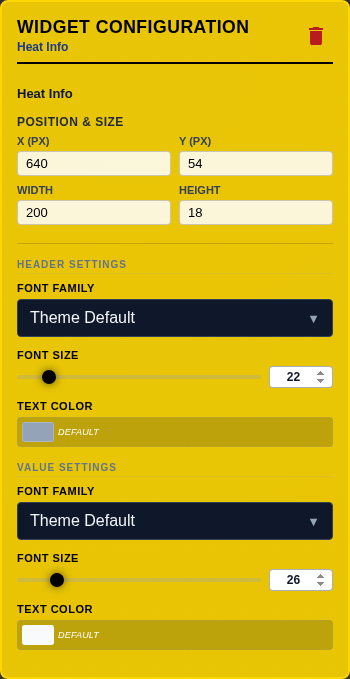 WIDGET CONFIGURATION
Heat Info
Heat Info
POSITION & SIZE
X (PX) Y (PX)
640 54
WIDTH HEIGHT
200 18
HEADER SETTINGS
FONT FAMILY
Theme Default ▼
FONT SIZE
22
TEXT COLOR
DEFAULT
VALUE SETTINGS
FONT FAMILY
Theme Default ▼
FONT SIZE
26
TEXT COLOR
DEFAULT